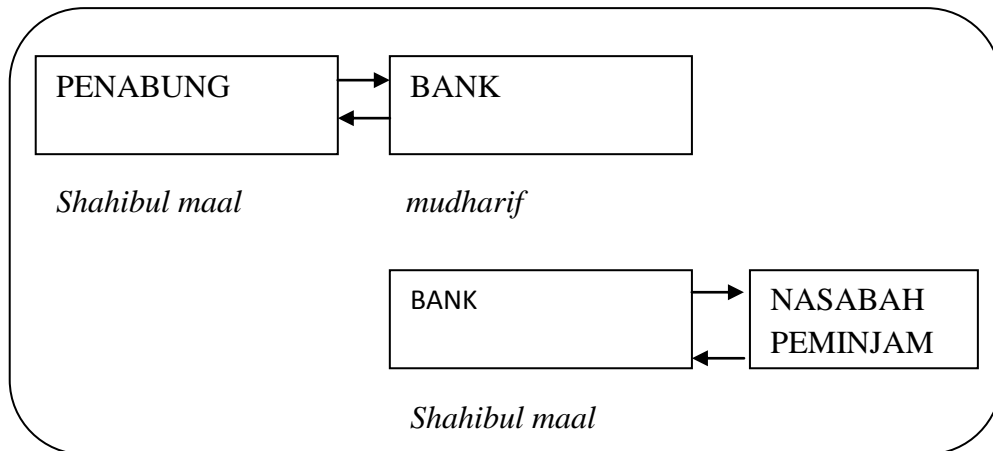 PENABUNG
BANK
Shahibul maal
mudharif
BANK
NASABAH
PEMINJAM
Shahibul maal